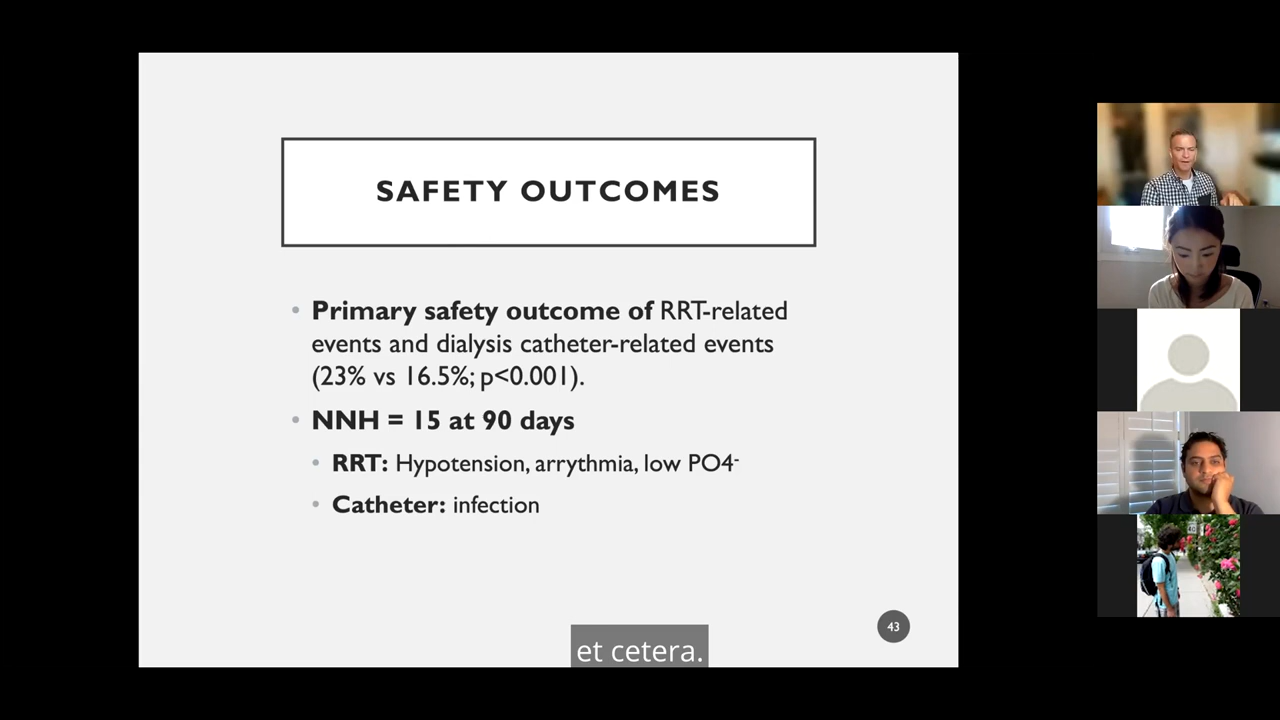 SAFETY OUTCOMES
• Primary safety outcome of RRT-related
events and dialysis catheter-related events
(23% vs 16.5%; p<0.001).
• NNH = 15 at 90 days
• RRT: Hypotension, arrythmia, low PO4⁻
• Catheter: infection
43
et cetera.